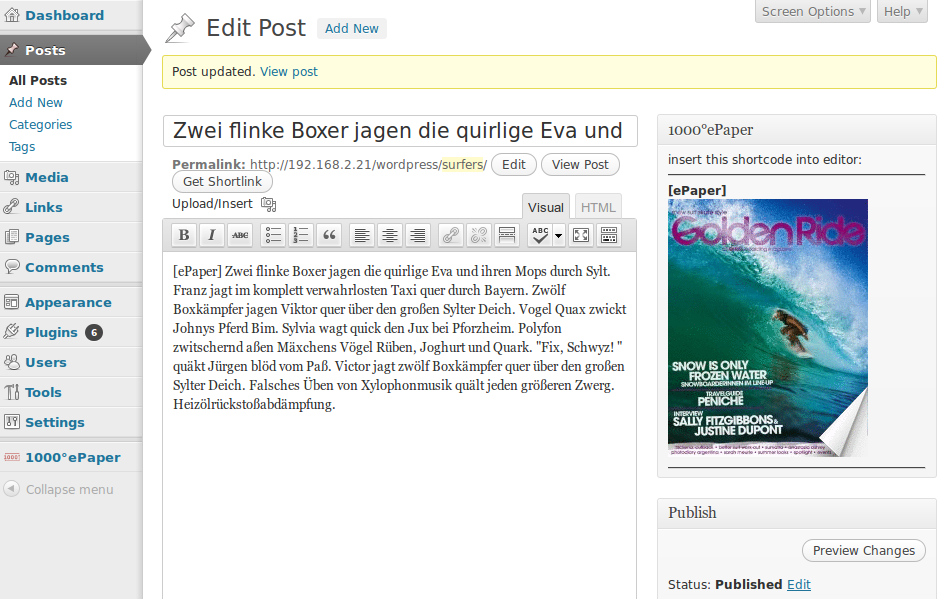 Screen Options
Help
Dashboard
Posts
All Posts
Add New
Categories
Tags
Media
Links
Pages
Comments
Appearance
Plugins 6
Users
Tools
Settings
1000°ePaper
Collapse menu
Edit Post Add New
Post updated. View post
Zwei flinke Boxer jagen die quirlige Eva und
Permalink: http://192.168.2.21/wordpress/surfers/ Edit View Post
Get Shortlink
Upload/Insert
Visual HTML
B I ABC ABC
[ePaper] Zwei flinke Boxer jagen die quirlige Eva und ihren Mops durch Sylt.
Franz jagt im komplett verwahrlosten Taxi quer durch Bayern. Zwölf
Boxkämpfer jagen Viktor quer über den großen Sylter Deich. Vogel Quax zwickt
Johnys Pferd Bim. Sylvia wagt quick den Jux bei Pforzheim. Polyfon
zwitschernd aßen Mäxchens Vögel Rüben, Joghurt und Quark. "Fix, Schwyz! "
quäkt Jürgen blöd vom Paß. Victor jagt zwölf Boxkämpfer quer über den großen
Sylter Deich. Falsches Üben von Xylophonmusik quält jeden größeren Zwerg.
Heizölrückstoßabdämpfung.
1000°ePaper
insert this shortcode into editor:
[ePaper]
Golden Ride
SNOW IS ONLY
FROZEN WATER
SNOWBOARDERINNEN IM LINE-UP
TRAVELGUIDE
PENICHE
INTERVIEW
SALLY FITZGIBBONS &
JUSTINE DUPONT
Publish
Preview Changes
Status: Published Edit